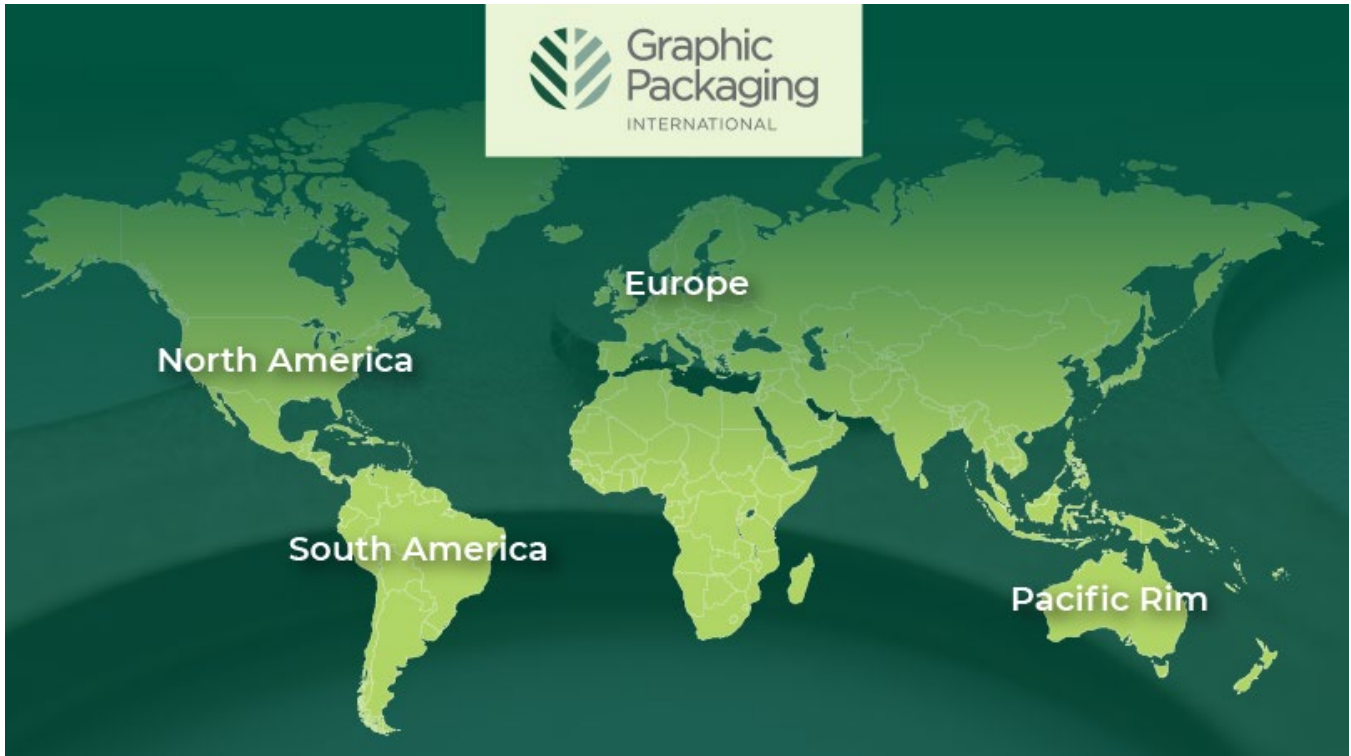 Graphic
Packaging
INTERNATIONAL
Europe
North America
South America
Pacific Rim